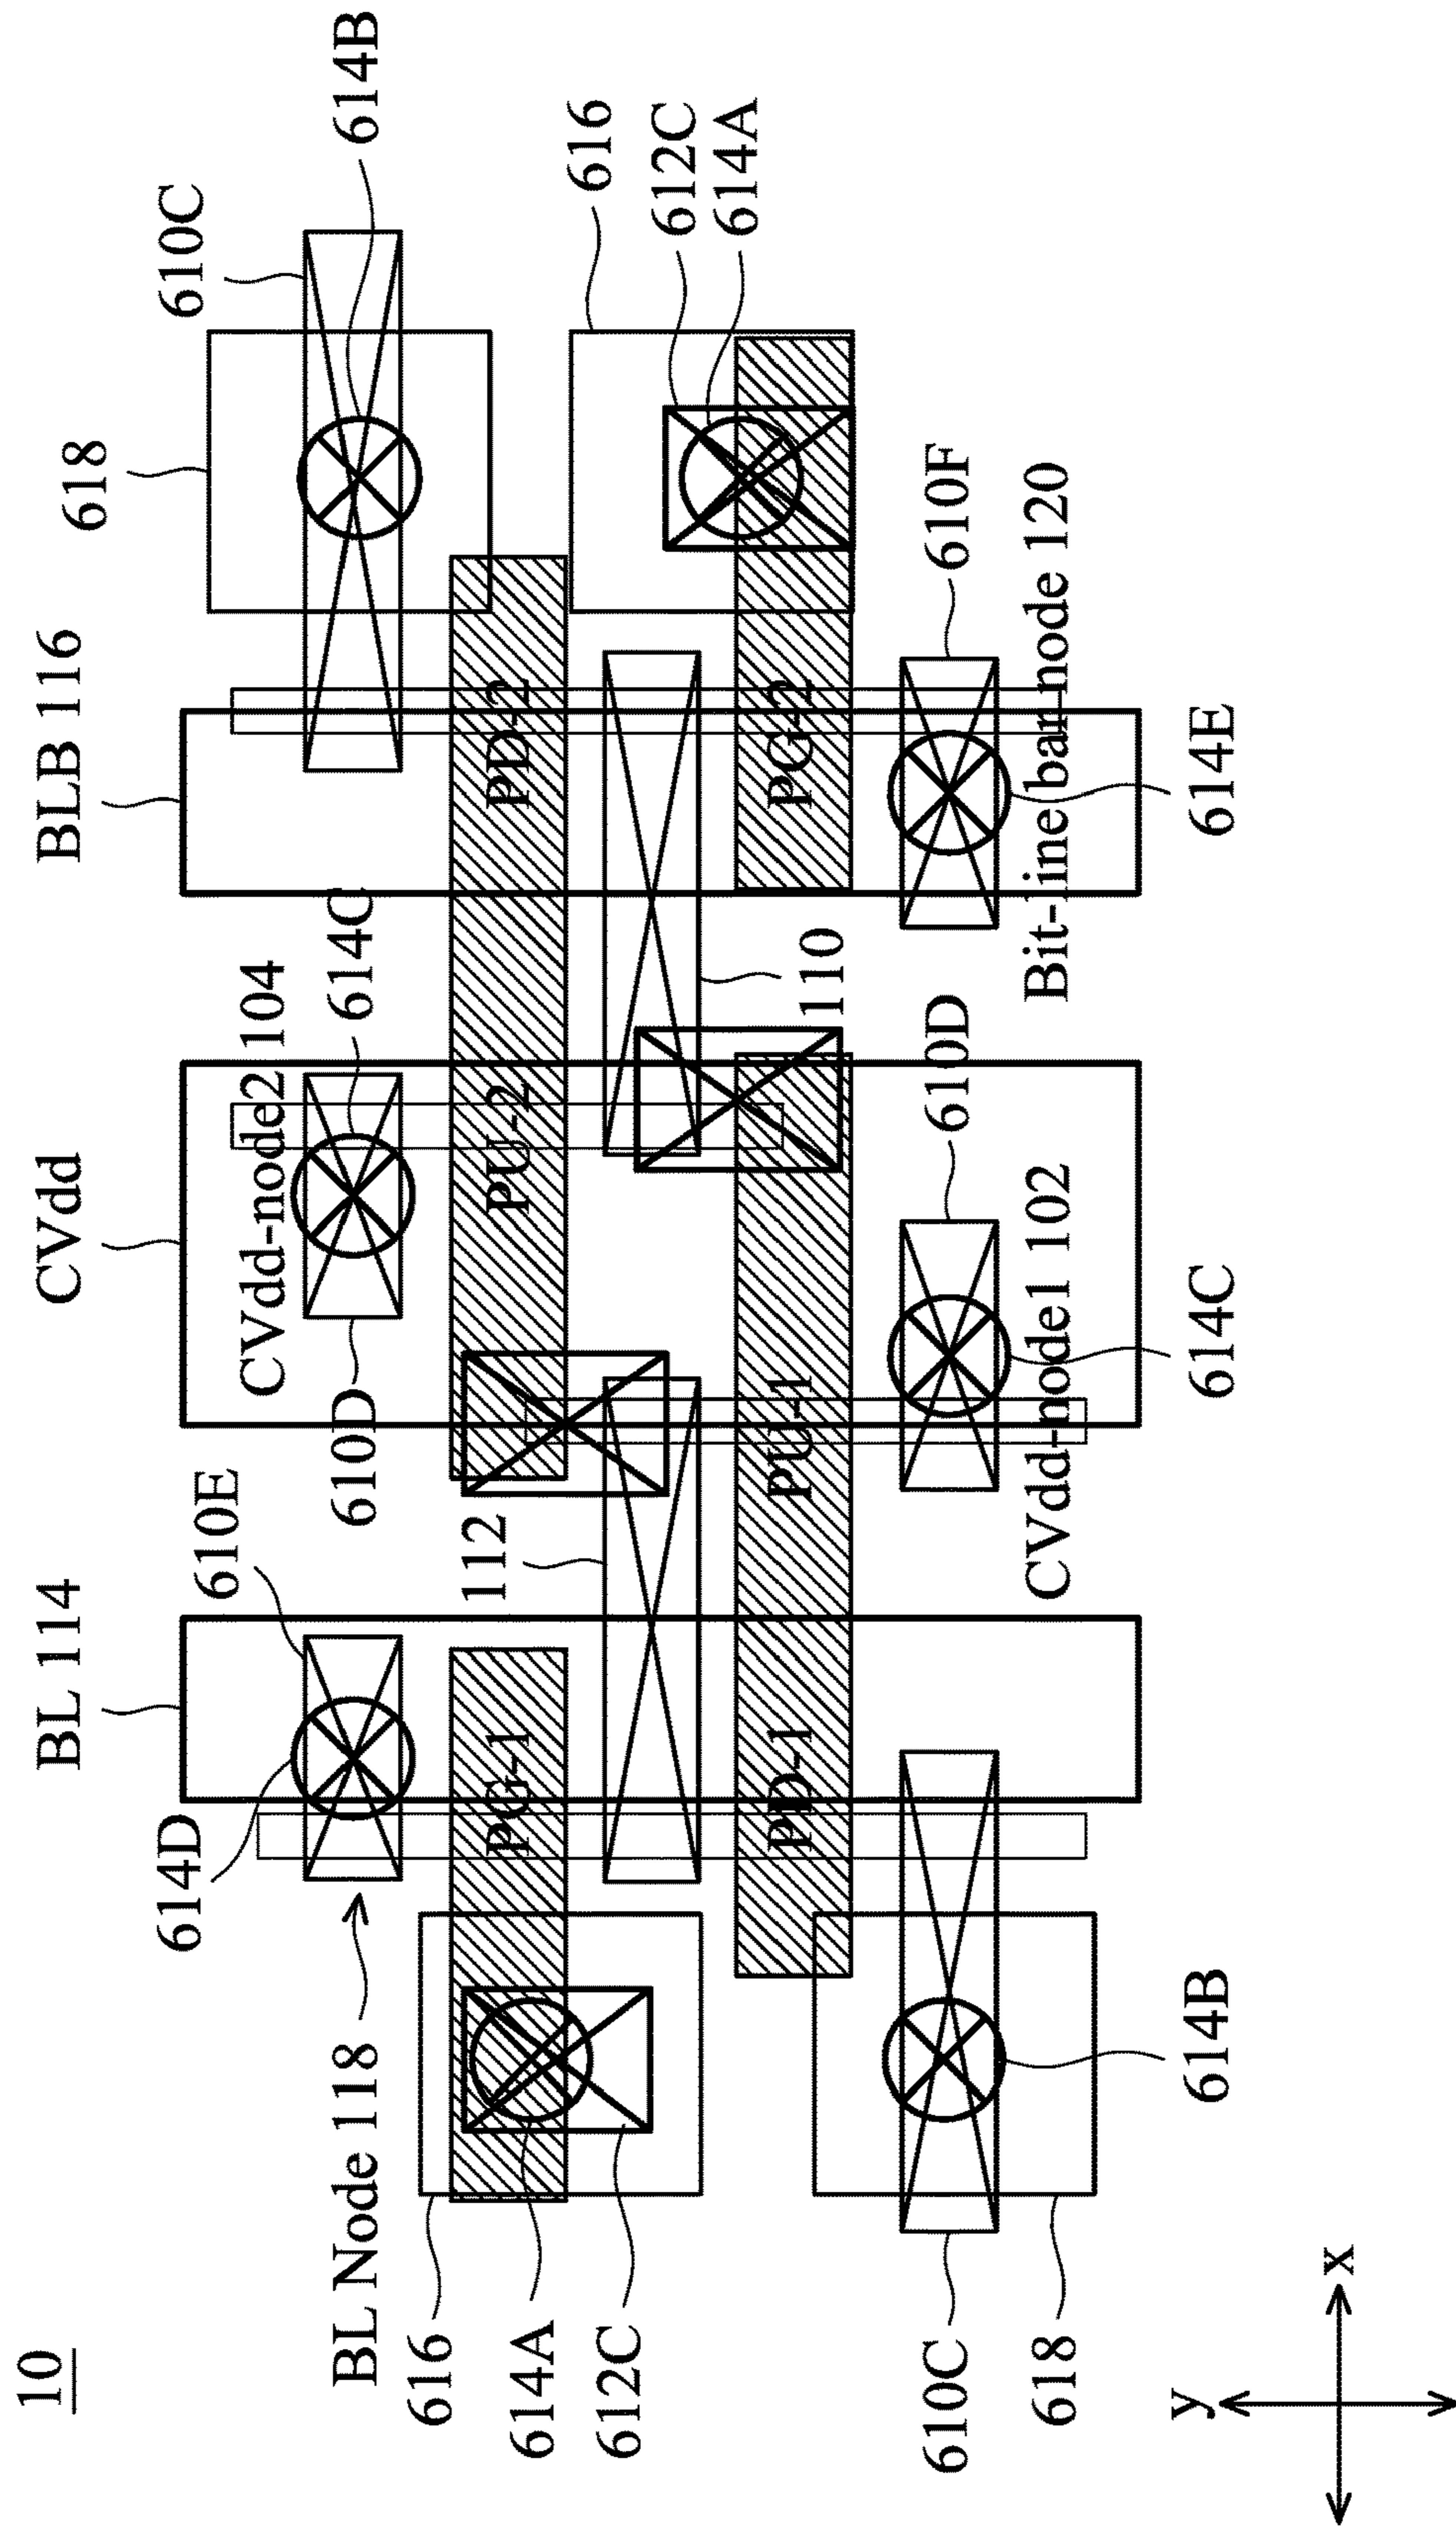 10
BL 114
CVdd
BLB 116
618
610C
614B
614D
610E
BL Node 118
610D
CVdd-node2 104
614C
616
614A
612C
PG-1
112
PU-2
PD-2
616
612C
614A
PD-1
PU-1
110
PG-2
610C
618
614B
610D
CVdd-node1 102
614C
610F
Bit-line bar node 120
614E
y
x